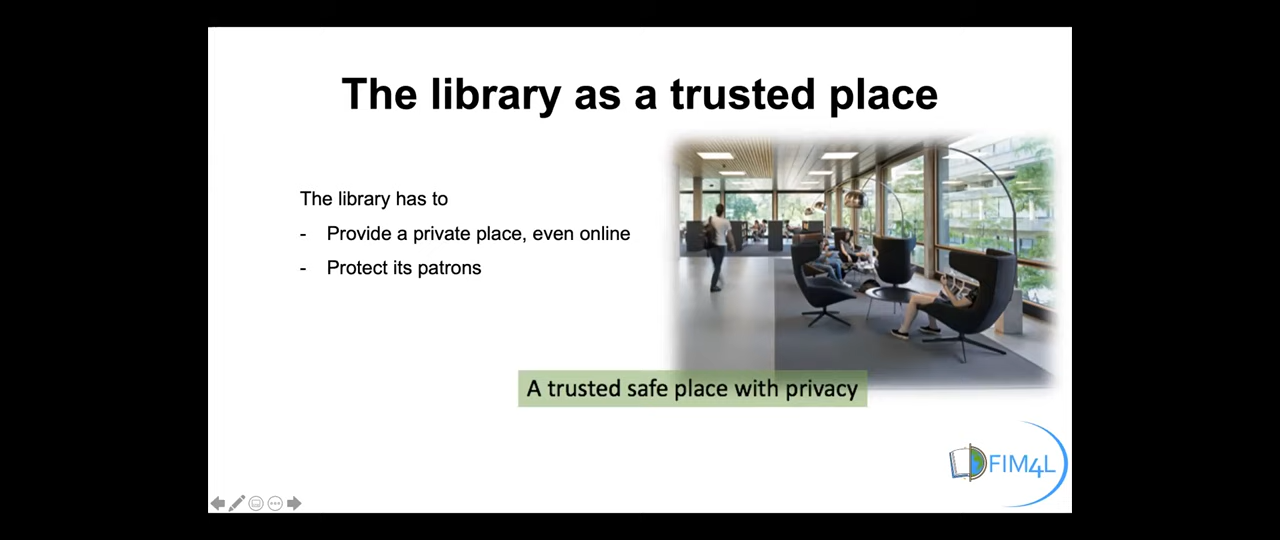 The library as a trusted place
The library has to
- Provide a private place, even online
- Protect its patrons
A trusted safe place with privacy
FIM4L